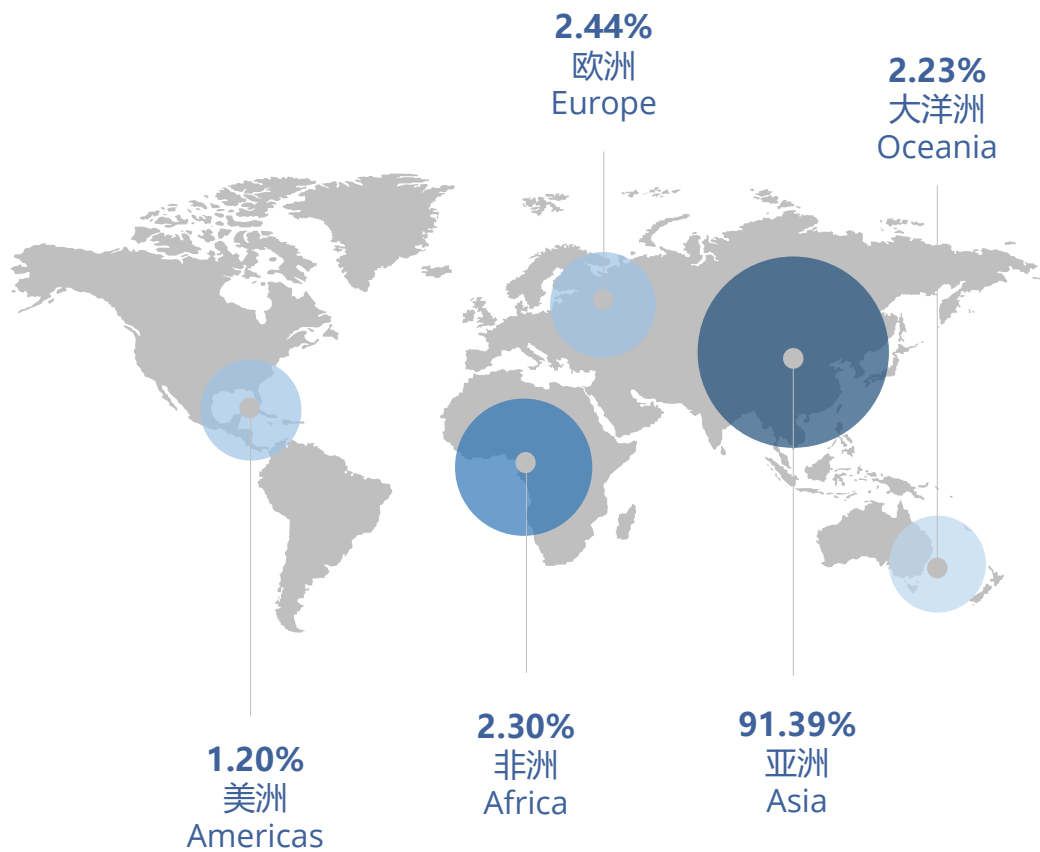 2.44%
欧洲
Europe
2.23%
大洋洲
Oceania
1.20%
美洲
Americas
2.30%
非洲
Africa
91.39%
亚洲
Asia